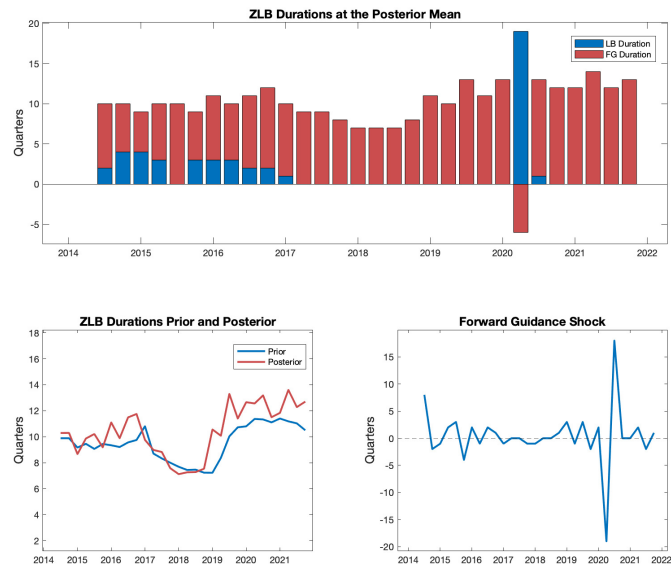 ZLB Durations at the Posterior Mean
20
15
10
5
0
-5
Quarters
LB Duration
FG Duration
2014 2015 2016 2017 2018 2019 2020 2021 2022
ZLB Durations Prior and Posterior
18
16
14
12
10
8
6
4
2
Quarters
Prior
Posterior
2014 2015 2016 2017 2018 2019 2020 2021
Forward Guidance Shock
15
10
5
0
-5
-10
-15
-20
Quarters
2014 2015 2016 2017 2018 2019 2020 2021 2022